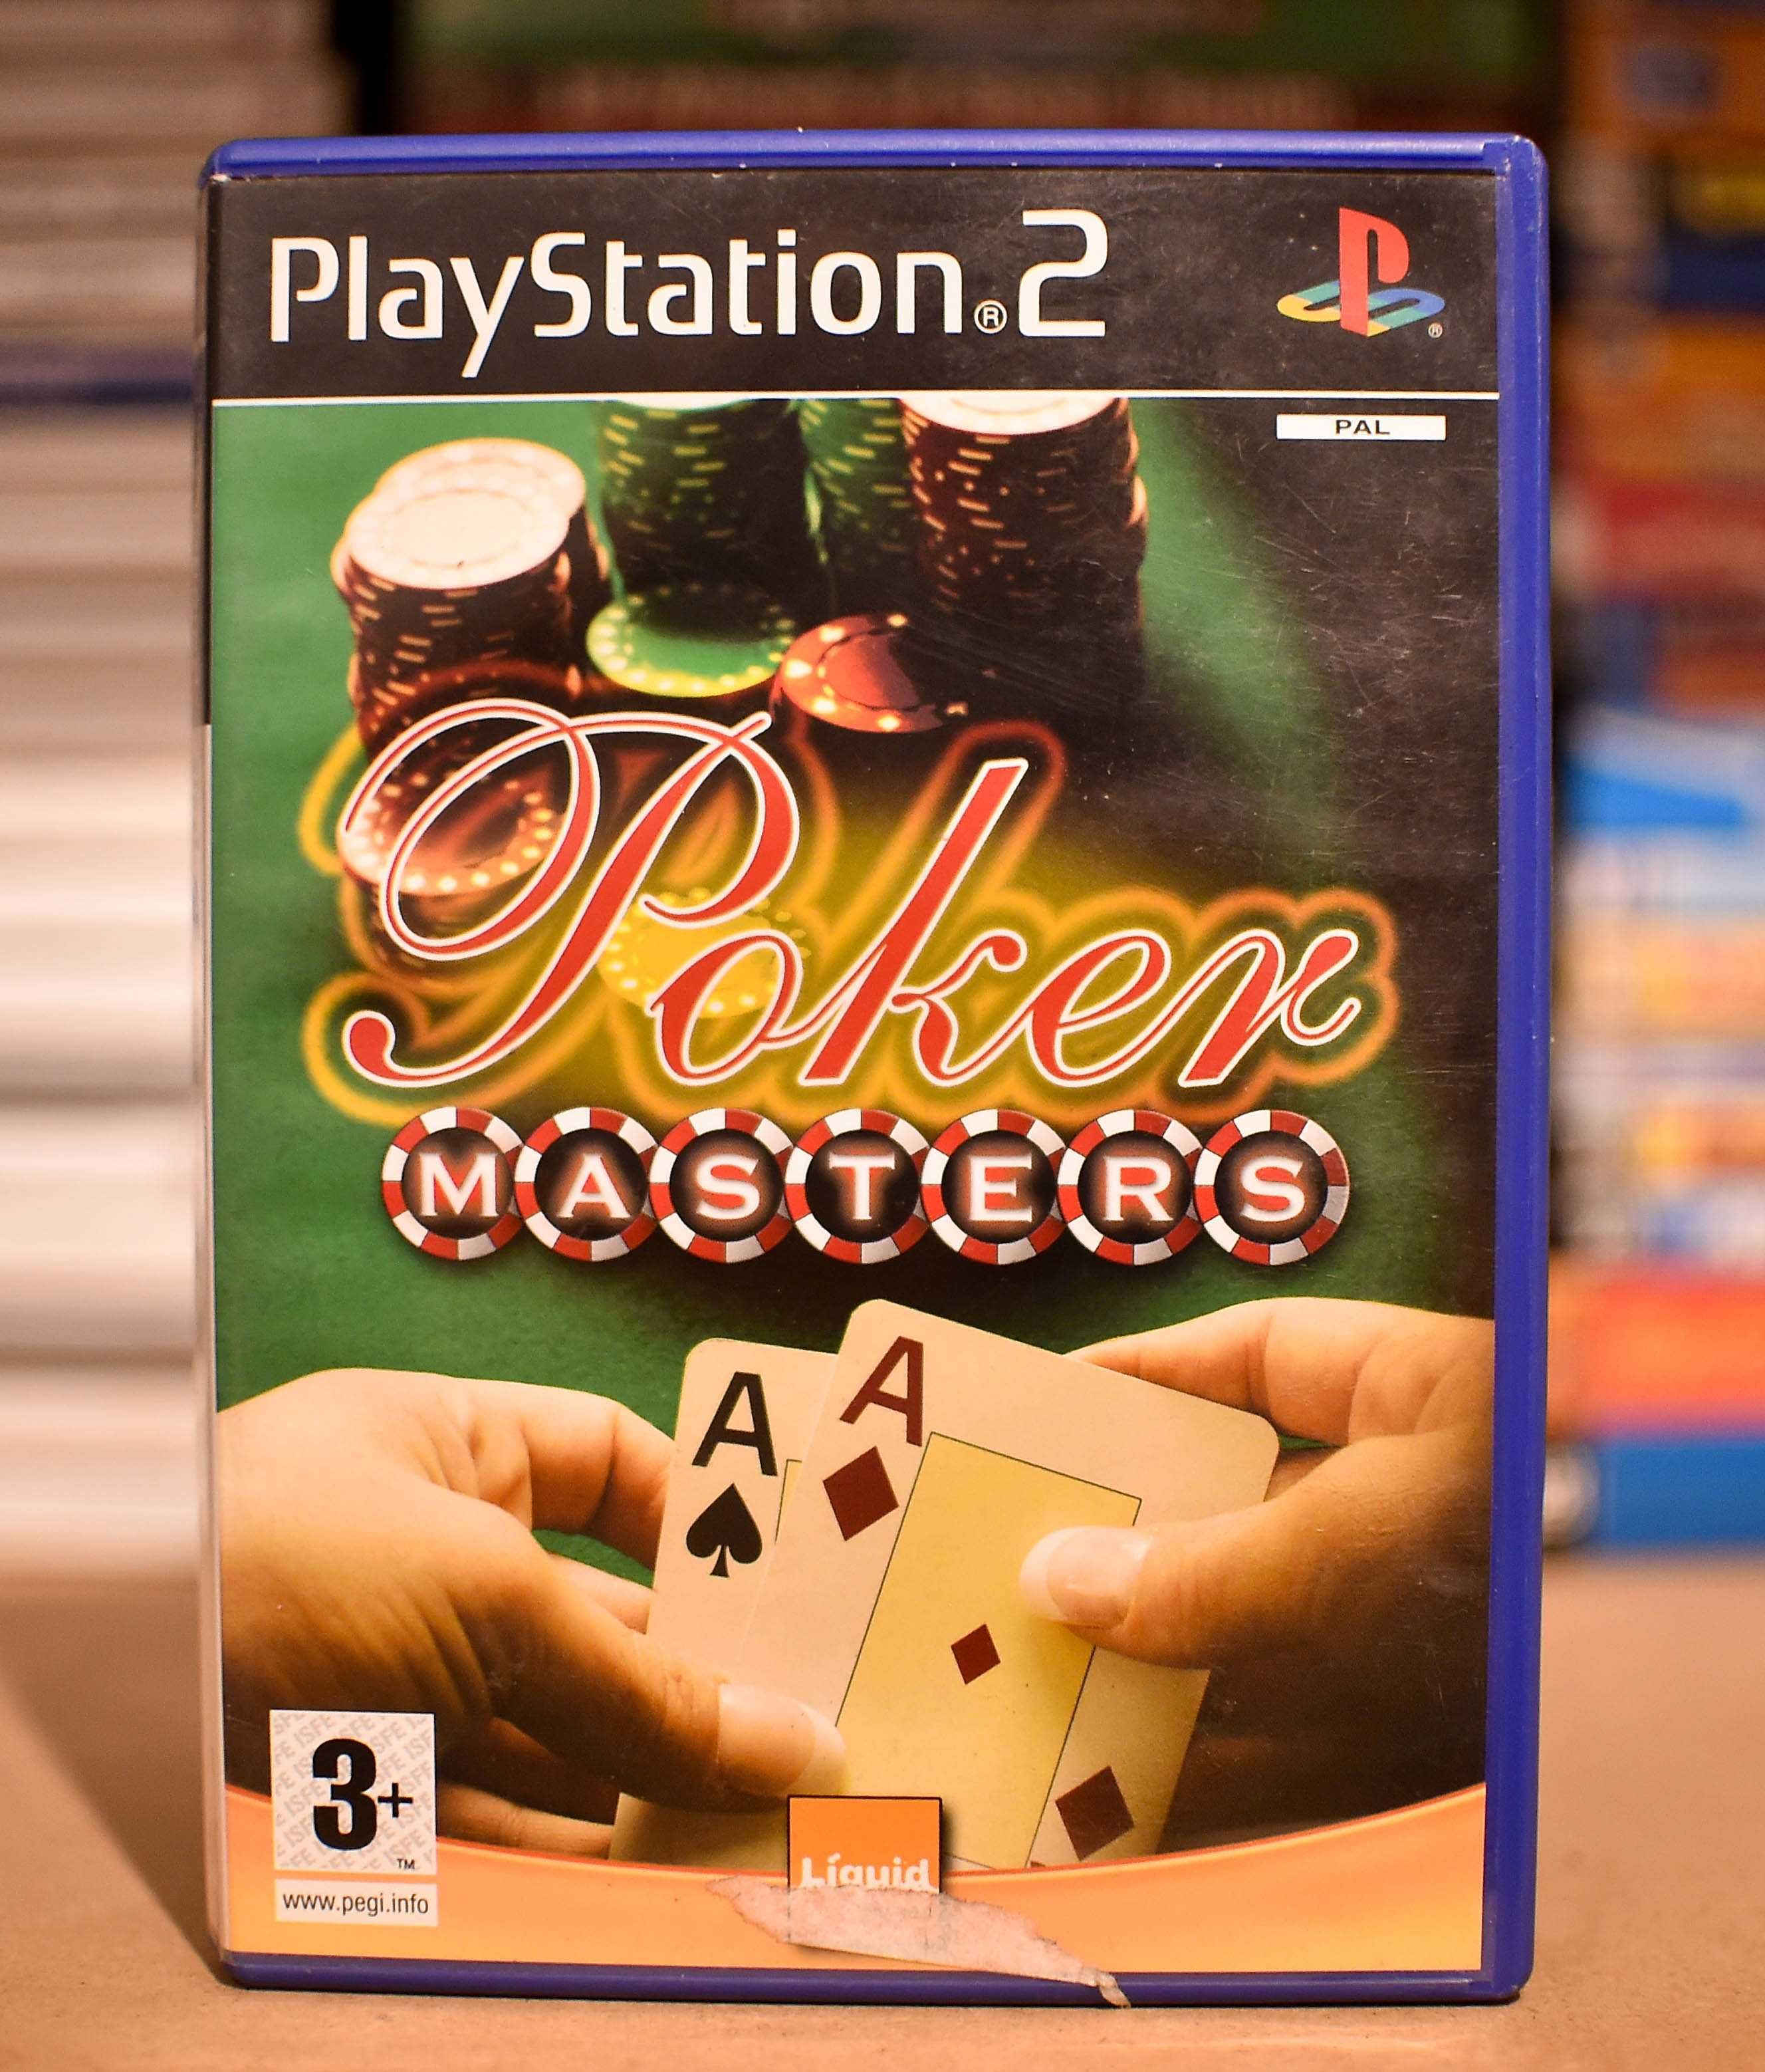 PlayStation®2
PAL
Poker
MASTERS
A A
3+
TM
www.pegi.info
Liquid